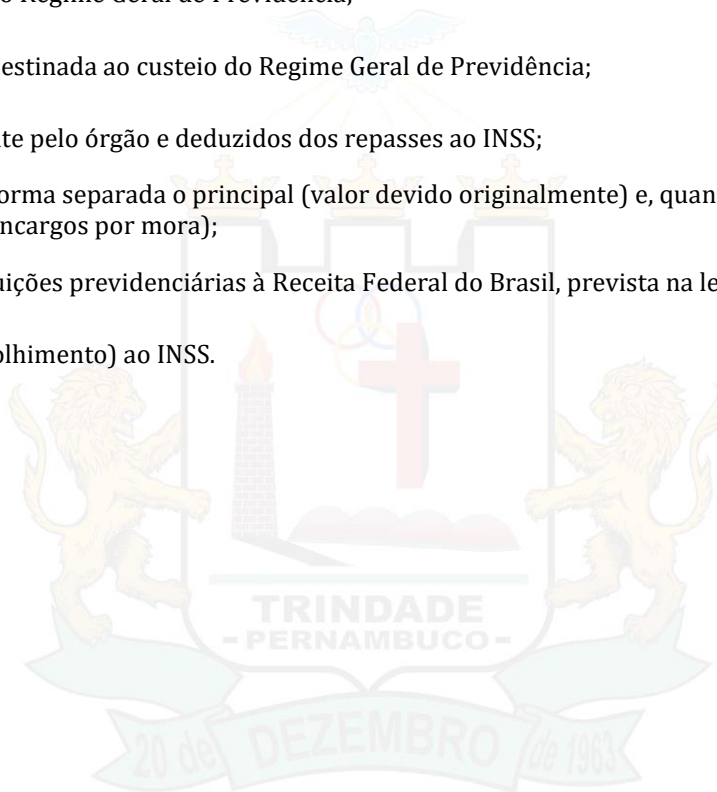 o Regime Geral de Previdência;
estinada ao custeio do Regime Geral de Previdência;
te pelo órgão e deduzidos dos repasses ao INSS;
orma separada o principal (valor devido originalmente) e, quan
ncargos por mora);
uições previdenciárias à Receita Federal do Brasil, prevista na le
olhimento) ao INSS.
TRINDADE
- PERNAMBUCO -
20 de DEZEMBRO de 1963